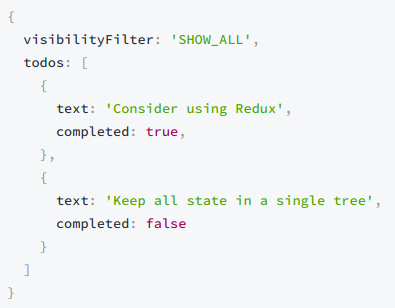 {
  visibilityFilter: 'SHOW_ALL',
  todos: [
    {
      text: 'Consider using Redux',
      completed: true,
    },
    {
      text: 'Keep all state in a single tree',
      completed: false
    }
  ]
}